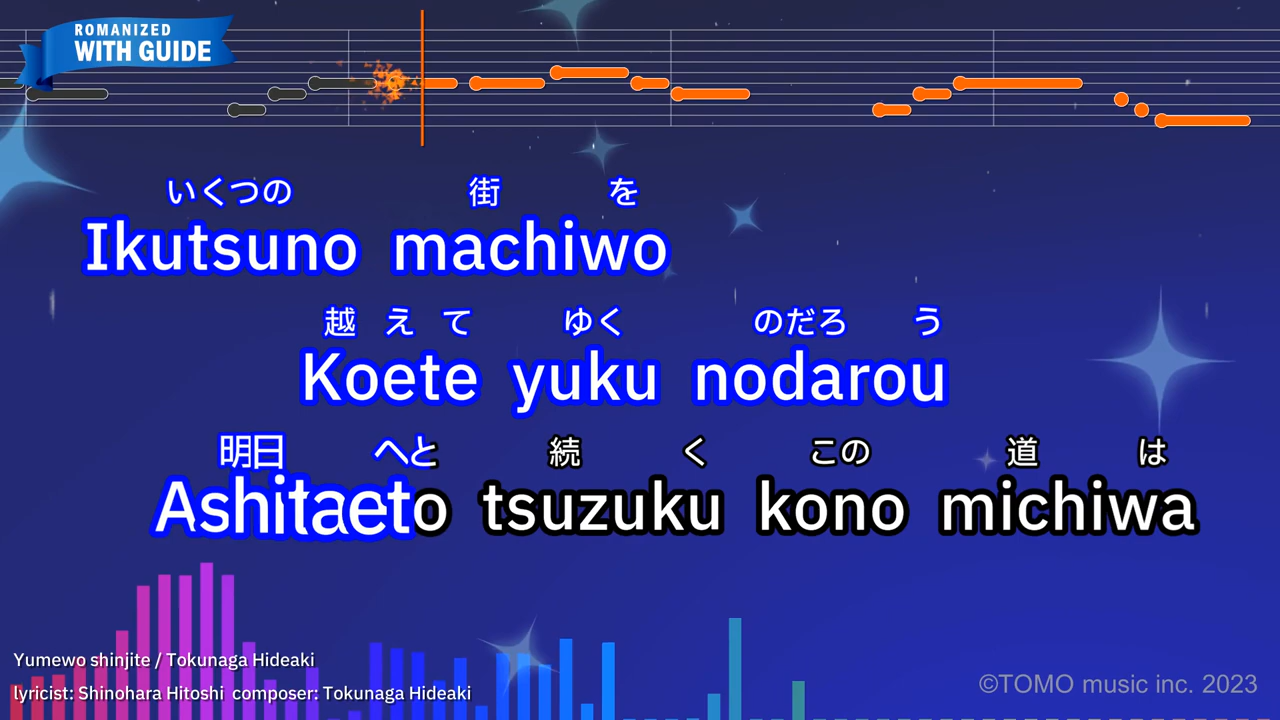 ROMANIZED
WITH GUIDE
いくつの 街 を
Ikutsuno machiwo
越 え て ゆく のだろ う
Koete yuku nodarou
明日 へと 続 く この 道 は
Ashitaeto tsuzuku kono michiwa
Yumewo shinjite / Tokunaga Hideaki
lyricist: Shinohara Hitoshi composer: Tokunaga Hideaki
©TOMO music inc. 2023